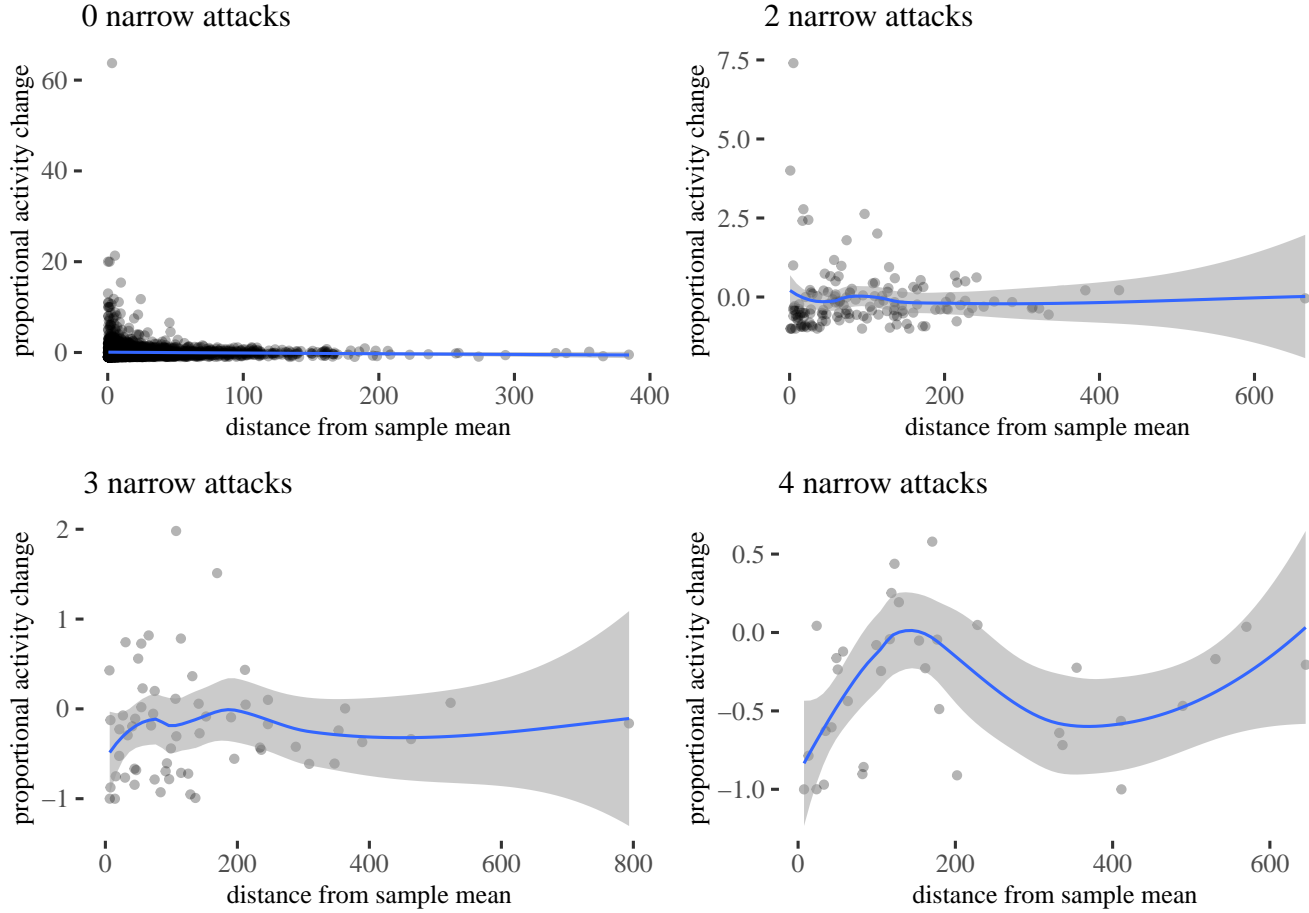 0 narrow attacks
proportional activity change
60
40
20
0
0
100
200
300
400
distance from sample mean
2 narrow attacks
proportional activity change
7.5
5.0
2.5
0.0
0
200
400
600
distance from sample mean
3 narrow attacks
proportional activity change
2
1
0
−1
0
200
400
600
800
distance from sample mean
4 narrow attacks
proportional activity change
0.5
0.0
−0.5
−1.0
0
200
400
600
distance from sample mean